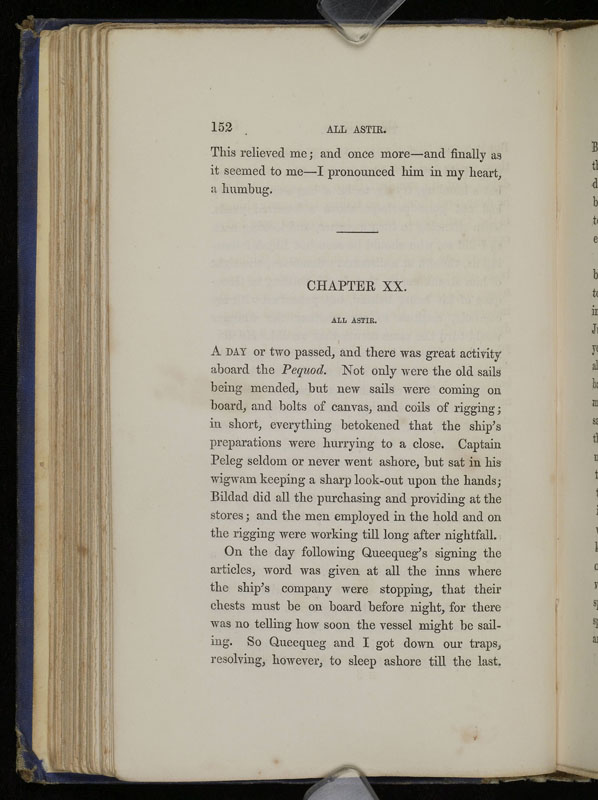 152 ALL ASTIR.
This relieved me; and once more—and finally as
it seemed to me—I pronounced him in my heart,
a humbug.
CHAPTER XX.
ALL ASTIR.
A DAY or two passed, and there was great activity
aboard the Pequod. Not only were the old sails
being mended, but new sails were coming on
board, and bolts of canvas, and coils of rigging;
in short, everything betokened that the ship's
preparations were hurrying to a close. Captain
Peleg seldom or never went ashore, but sat in his
wigwam keeping a sharp look-out upon the hands;
Bildad did all the purchasing and providing at the
stores; and the men employed in the hold and on
the rigging were working till long after nightfall.
On the day following Queequeg's signing the
articles, word was given at all the inns where
the ship's company were stopping, that their
chests must be on board before night, for there
was no telling how soon the vessel might be sail-
ing. So Queequeg and I got down our traps,
resolving, however, to sleep ashore till the last.